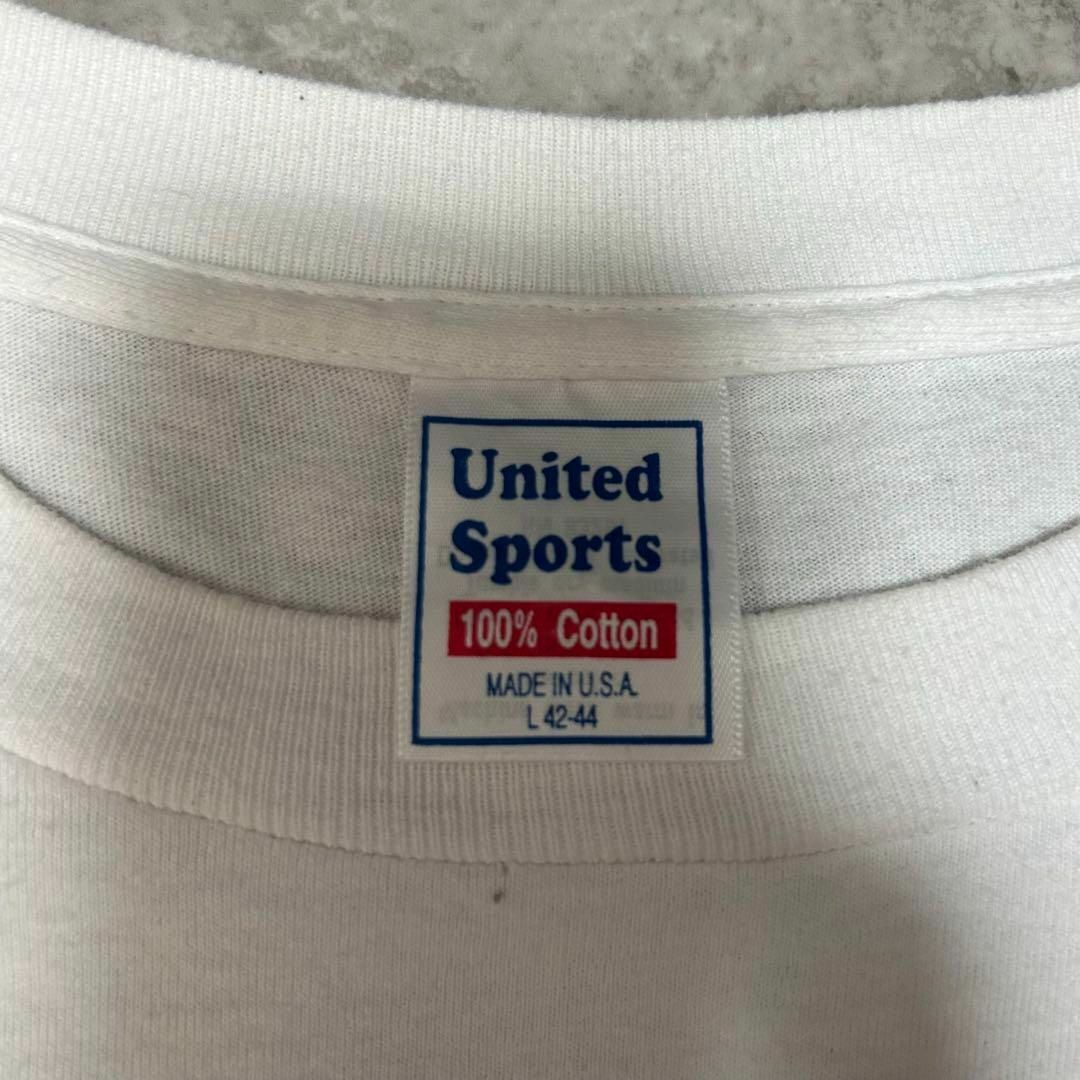 United
Sports
100% Cotton
MADE IN U.S.A.
L 42-44